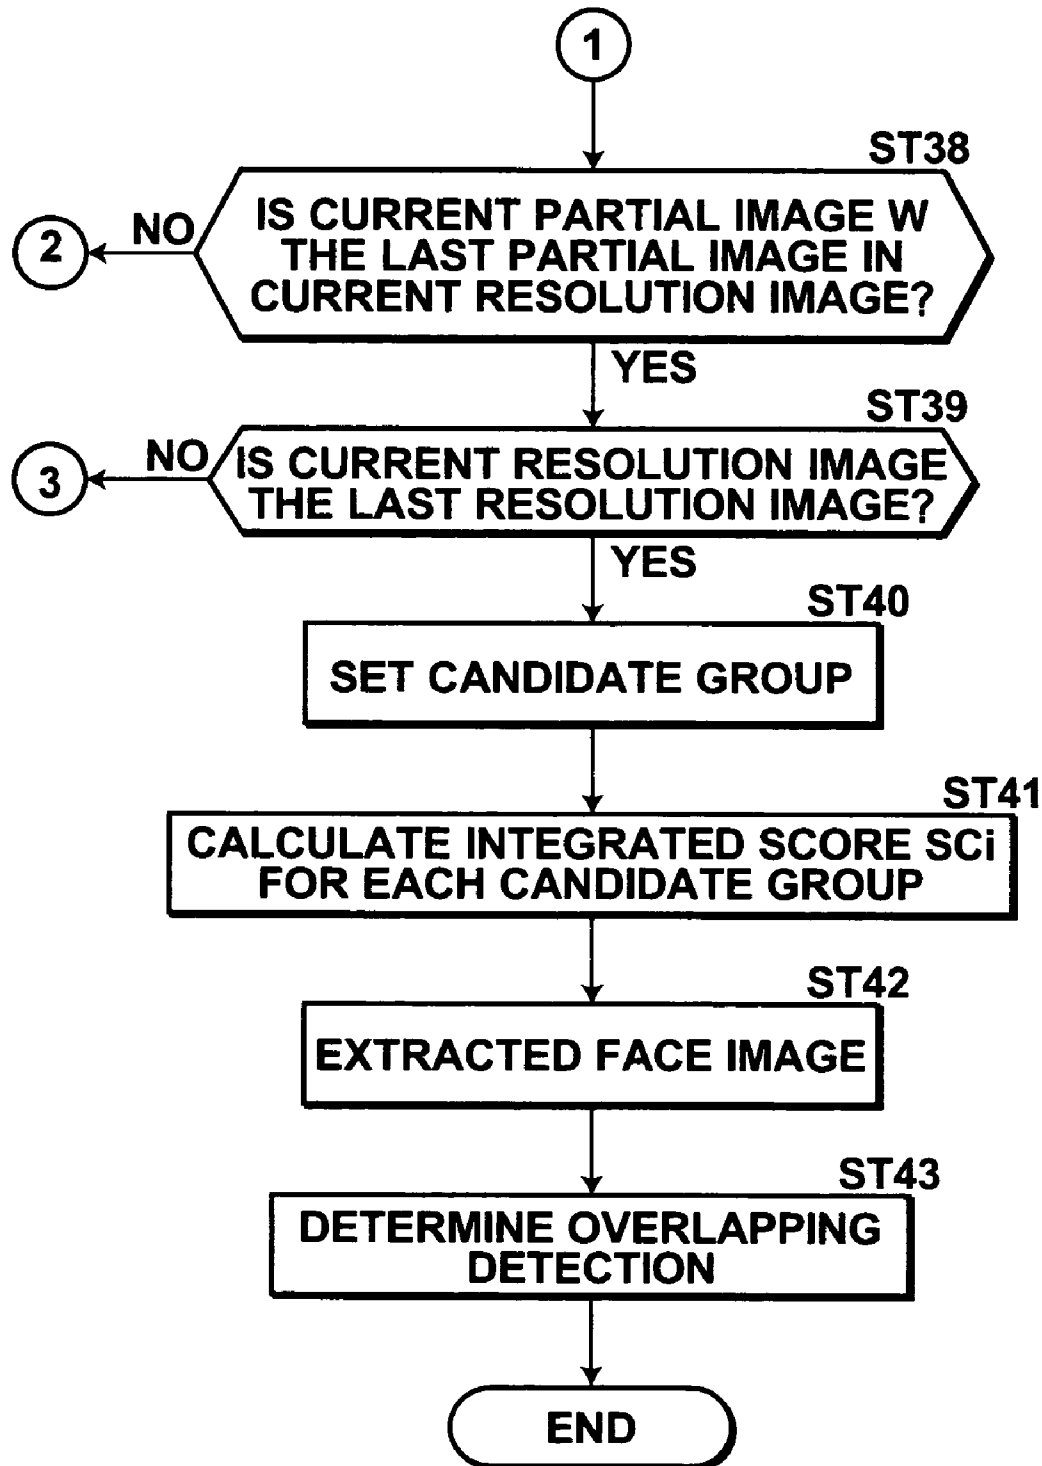 1
ST38
IS CURRENT PARTIAL IMAGE W
THE LAST PARTIAL IMAGE IN
CURRENT RESOLUTION IMAGE?
NO
2
YES
ST39
IS CURRENT RESOLUTION IMAGE
THE LAST RESOLUTION IMAGE?
NO
3
YES
ST40
SET CANDIDATE GROUP
ST41
CALCULATE INTEGRATED SCORE SCi
FOR EACH CANDIDATE GROUP
ST42
EXTRACTED FACE IMAGE
ST43
DETERMINE OVERLAPPING
DETECTION
END